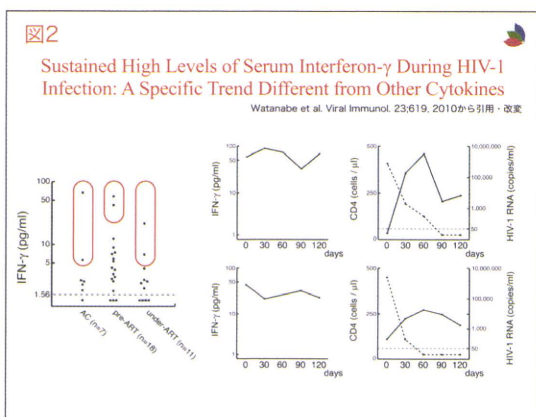 図2
Sustained High Levels of Serum Interferon-γ During HIV-1
Infection: A Specific Trend Different from Other Cytokines
Watanabe et al. Viral Immunol. 23;619, 2010から引用・改変
IFN-γ (pg/ml)
100
50
10
5
1.56
AC (n=7)
pre-ART (n=18)
under-ART (n=11)
IFN-γ (pg/ml)
100
50
10
1
0 30 60 90 120
days
CD4 (cells / μl)
500
250
0
HIV-1 RNA (copies/ml)
10,000,000
100,000
1,000
50
0 30 60 90 120
days
IFN-γ (pg/ml)
100
50
10
1
0 30 60 90 120
days
CD4 (cells / μl)
500
250
0
HIV-1 RNA (copies/ml)
10,000,000
100,000
1,000
50
0 30 60 90 120
days